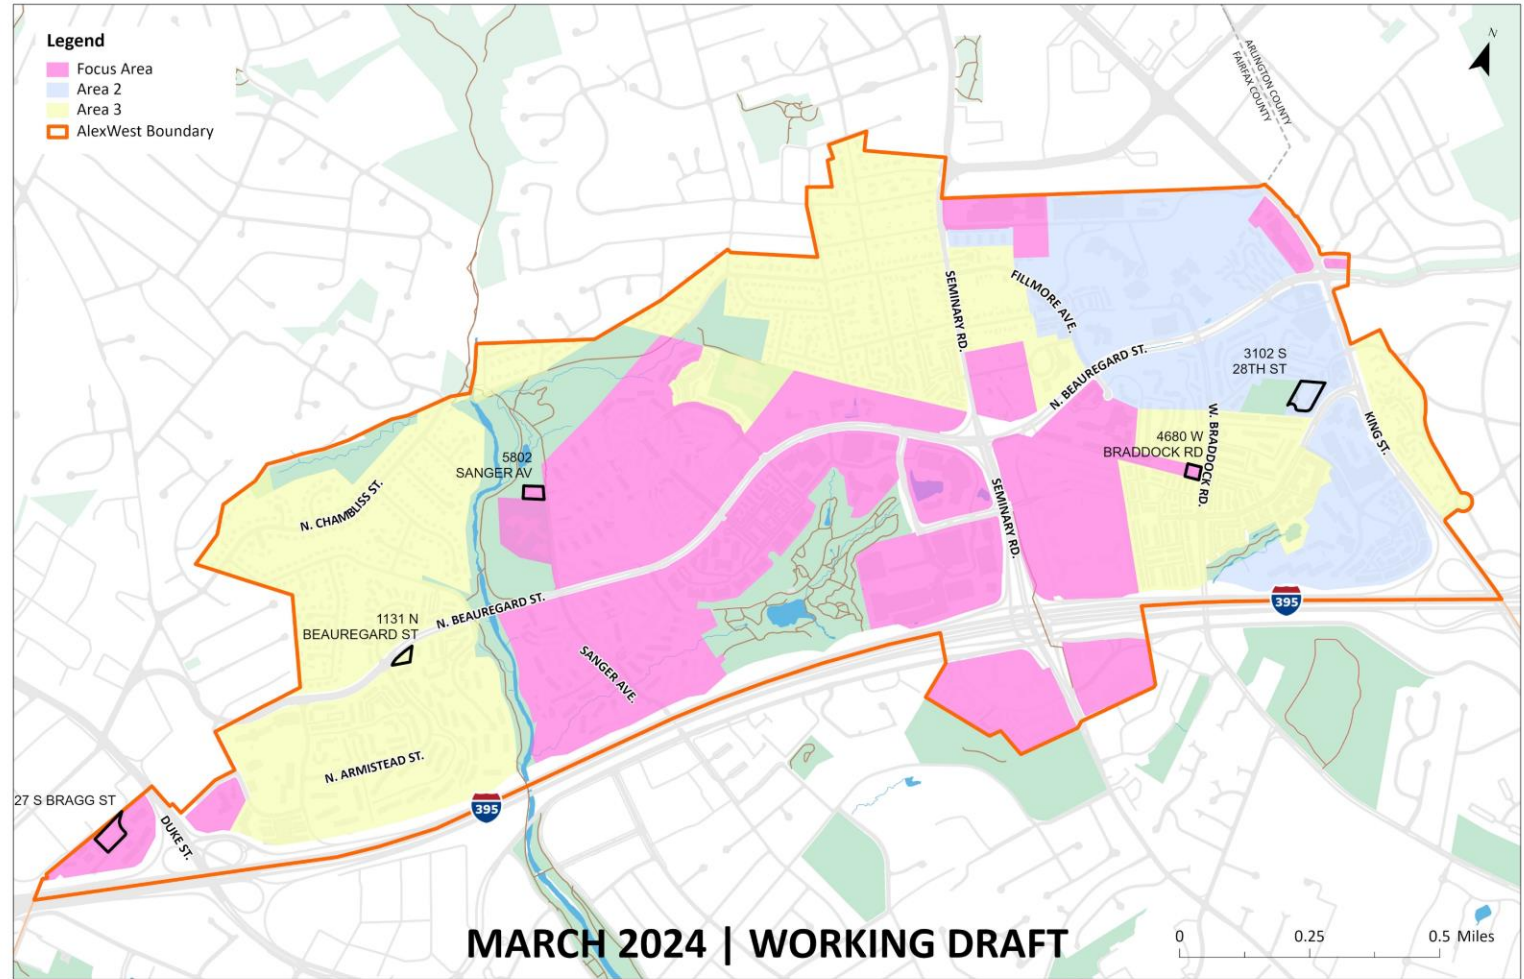 Legend
Focus Area
Area 2
Area 3
AlexWest Boundary
N
ARLINGTON COUNTY
FAIRFAX COUNTY
SEMINARY RD.
FILLMORE AVE.
N. BEAUREGARD ST.
3102 S
28TH ST
W. BRADDOCK RD.
KING ST.
4680 W
BRADDOCK RD
5802
SANGER AV
N. CHAMBLISS ST.
SEMINARY RD.
395
1131 N
BEAUREGARD ST
N. BEAUREGARD ST.
SANGER AVE.
N. ARMISTEAD ST.
395
27 S BRAGG ST
DUKE ST.
MARCH 2024 | WORKING DRAFT
0 0.25 0.5 Miles